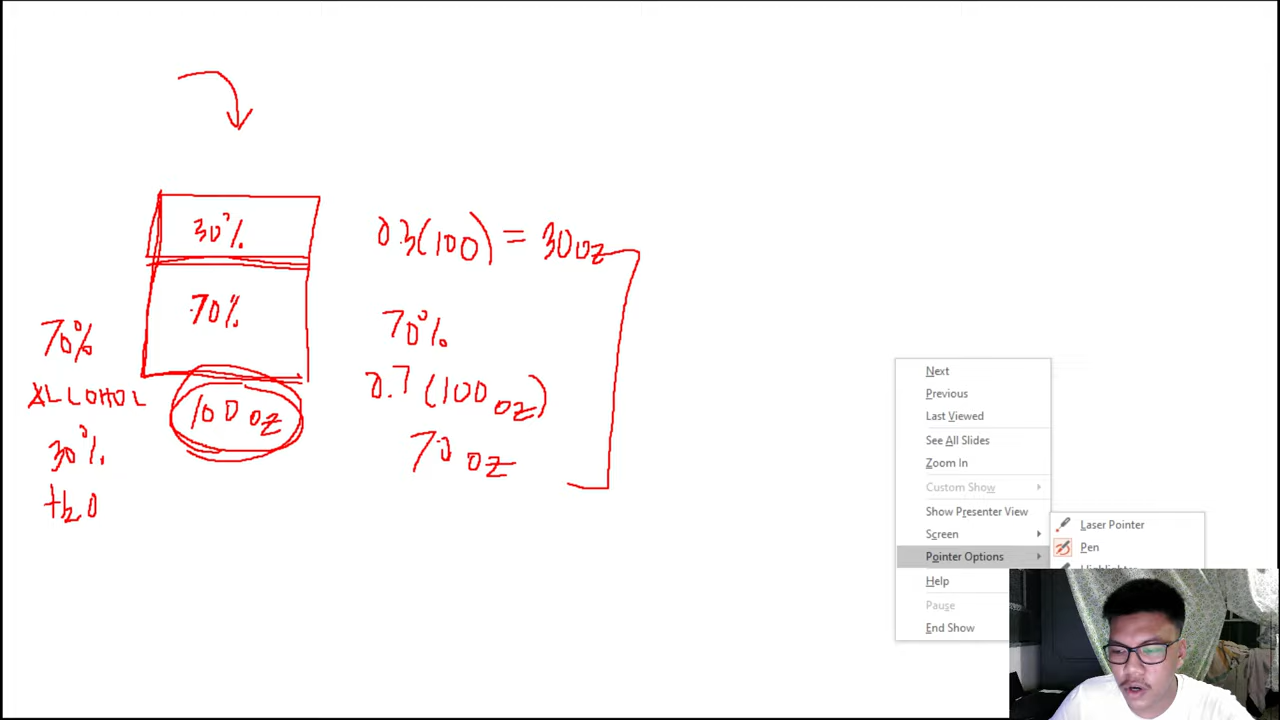 30%
0.3(100) = 30 oz
70%
70%
70%
ALCOHOL
0.7 (100 oz)
100 oz
30%
70 oz
H2O
Next
Previous
Last Viewed
See All Slides
Zoom In
Custom Show
Show Presenter View
Screen
Pointer Options
Help
Pause
End Show
Laser Pointer
Pen
Highlighter